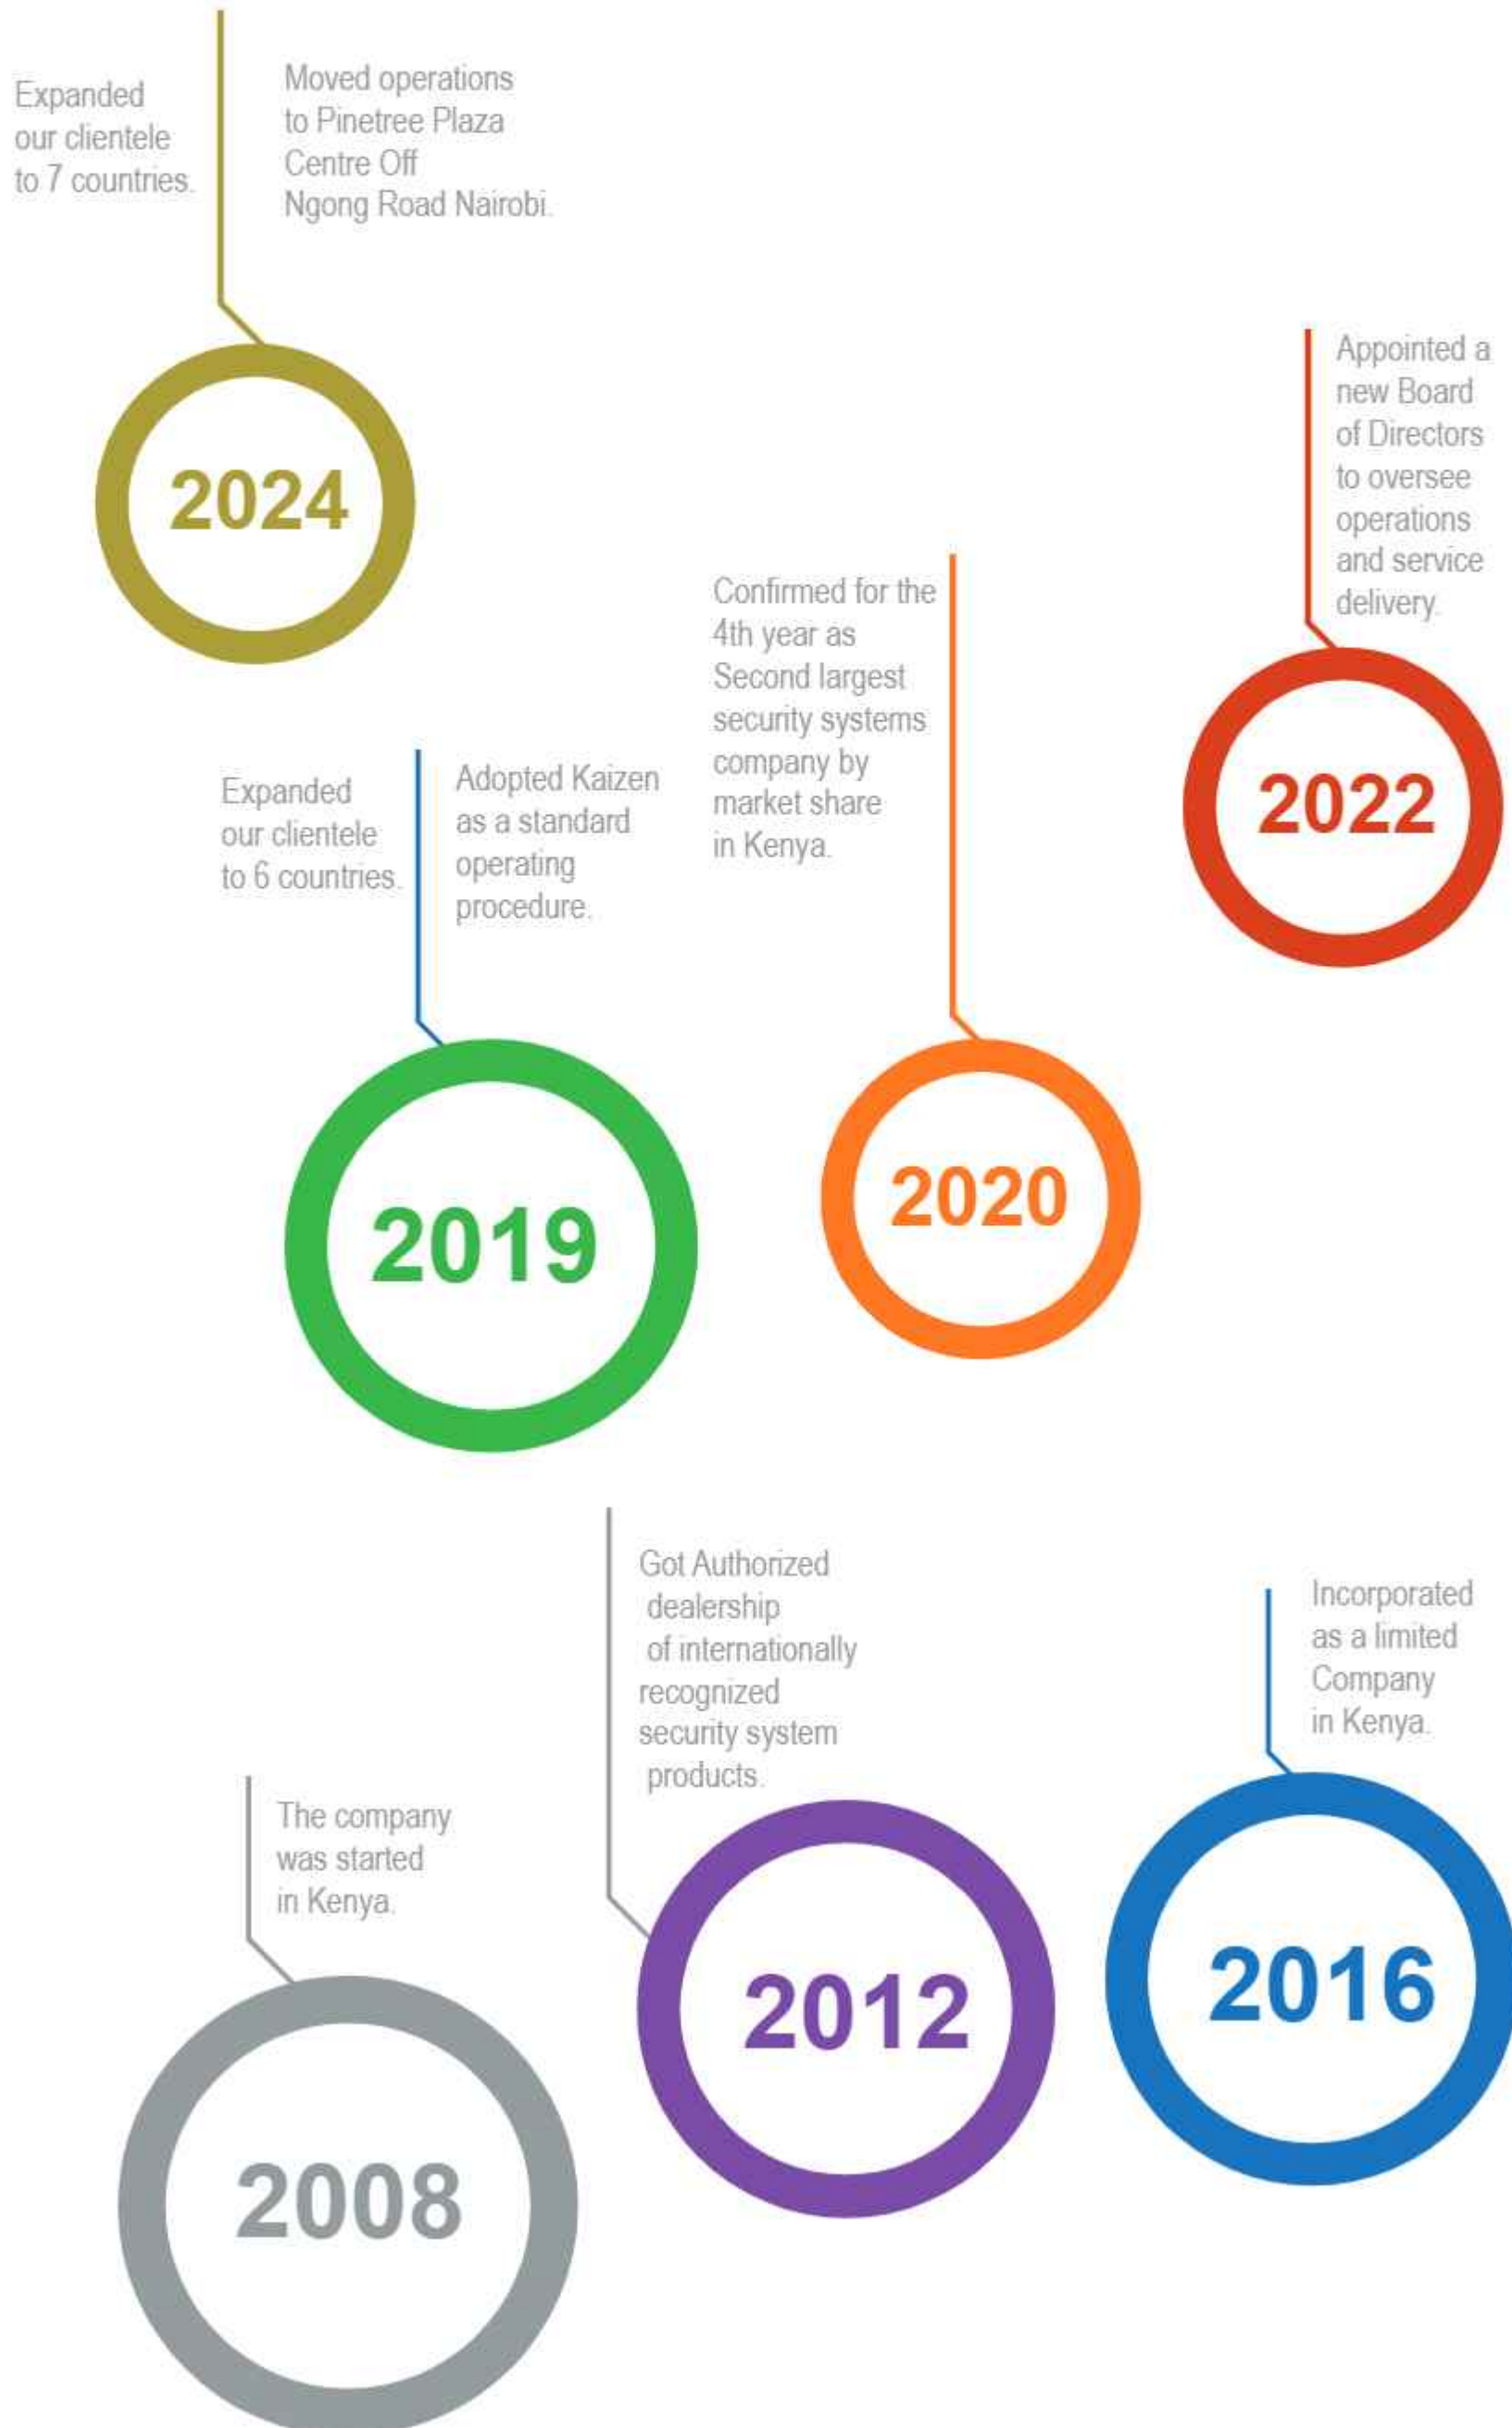 Expanded
our clientele
to 7 countries.
Moved operations
to Pinetree Plaza
Centre Off
Ngong Road Nairobi.
2024
Appointed a
new Board
of Directors
to oversee
operations
and service
delivery.
2022
Confirmed for the
4th year as
Second largest
security systems
company by
market share
in Kenya.
2020
Expanded
our clientele
to 6 countries.
Adopted Kaizen
as a standard
operating
procedure.
2019
Got Authorized
dealership
of internationally
recognized
security system
products.
2012
Incorporated
as a limited
Company
in Kenya.
2016
The company
was started
in Kenya.
2008